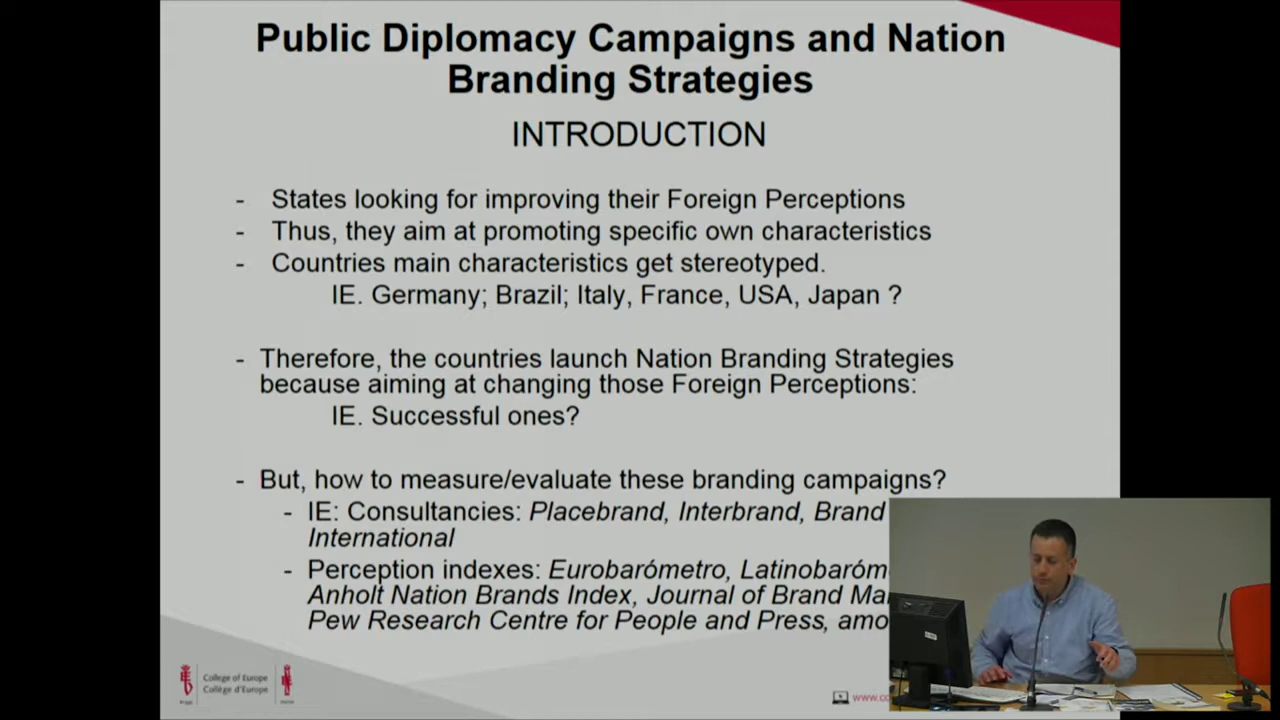 Public Diplomacy Campaigns and Nation
Branding Strategies
INTRODUCTION
- States looking for improving their Foreign Perceptions
- Thus, they aim at promoting specific own characteristics
- Countries main characteristics get stereotyped.
IE. Germany; Brazil; Italy, France, USA, Japan ?
- Therefore, the countries launch Nation Branding Strategies
because aiming at changing those Foreign Perceptions:
IE. Successful ones?
- But, how to measure/evaluate these branding campaigns?
- IE: Consultancies: Placebrand, Interbrand, Brand
International
- Perception indexes: Eurobarómetro,
Anholt Nation Brands Index, Journal of Brand
Pew Research Centre for People and Press,
College of Europe
Collège d'Europe